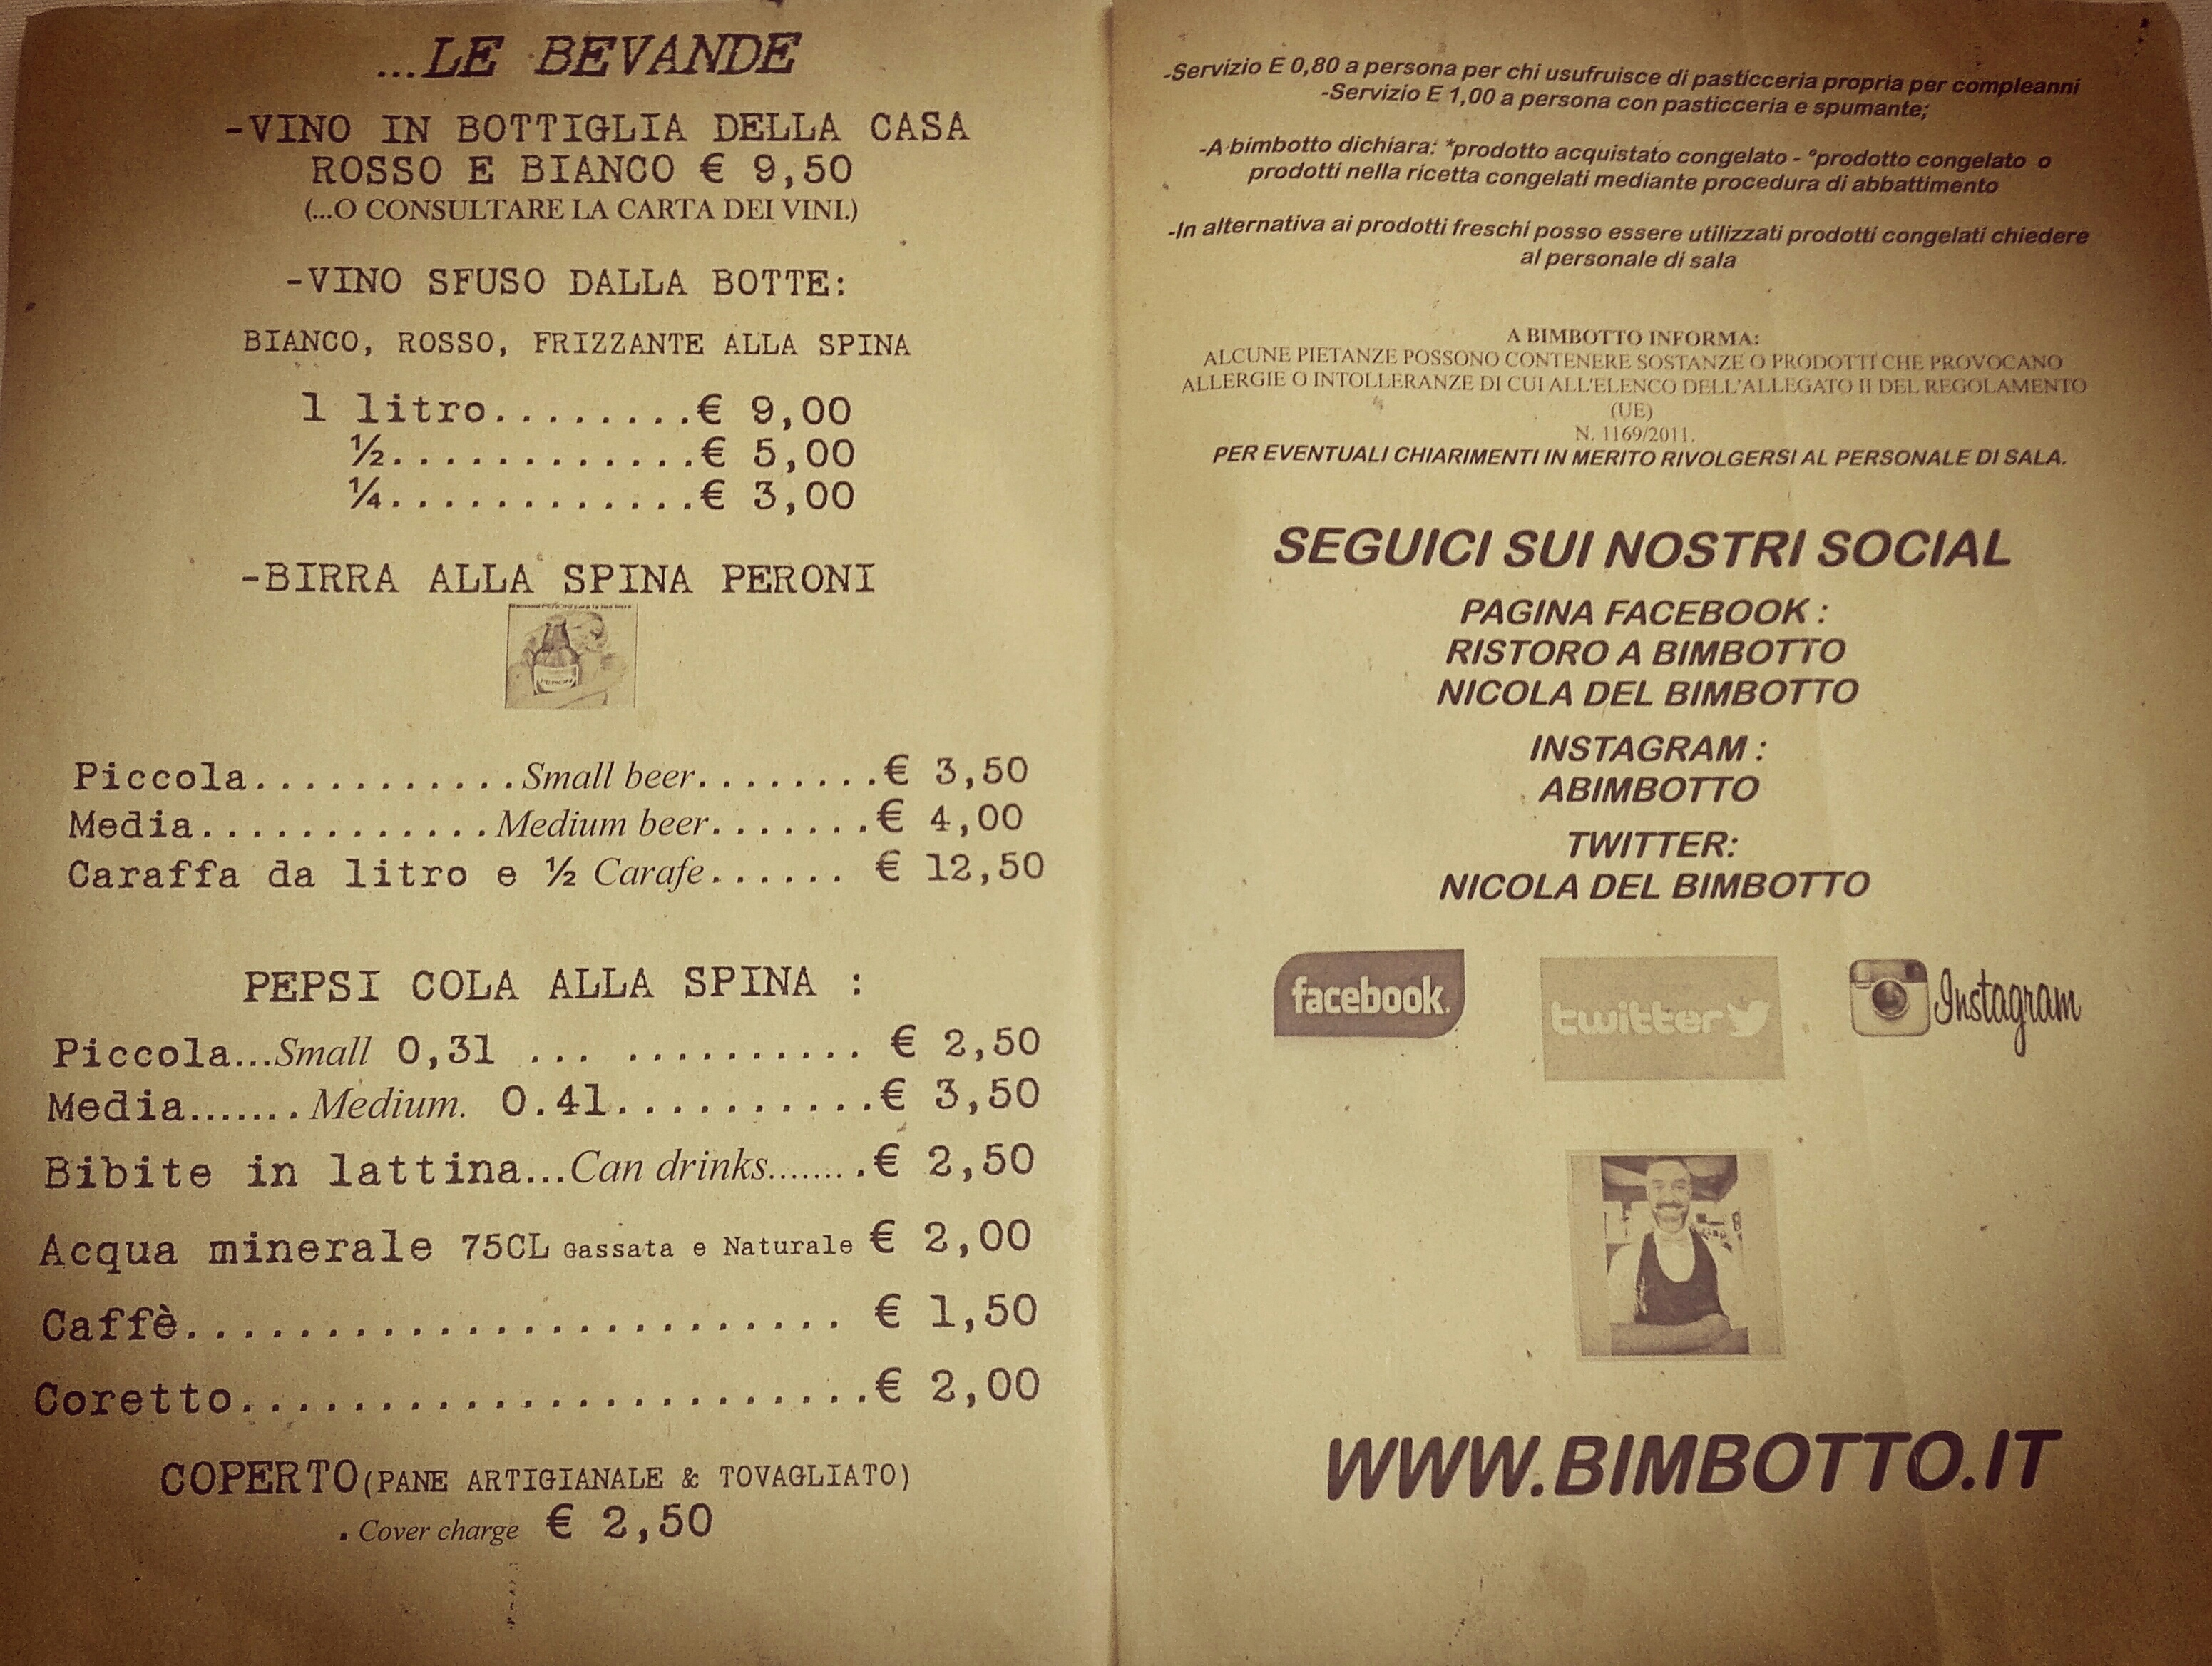 ...LE BEVANDE
-VINO IN BOTTIGLIA DELLA CASA
ROSSO E BIANCO € 9,50
(...O CONSULTARE LA CARTA DEI VINI.)
-VINO SFUSO DALLA BOTTE:
BIANCO, ROSSO, FRIZZANTE ALLA SPINA
1 litro........€ 9,00
½.............€ 5,00
¼.............€ 3,00
-BIRRA ALLA SPINA PERONI
Piccola...........Small beer........€ 3,50
Media............Medium beer.......€ 4,00
Caraffa da litro e ½ Carafe...... € 12,50
PEPSI COLA ALLA SPINA :
Piccola...Small 0,3l ... .......... € 2,50
Media.......Medium. 0.4l...........€ 3,50
Bibite in lattina...Can drinks........€ 2,50
Acqua minerale 75CL Gassata e Naturale € 2,00
Caffè........................ € 1,50
Coretto.......................€ 2,00
COPERTO(PANE ARTIGIANALE & TOVAGLIATO)
. Cover charge € 2,50
-Servizio E 0,80 a persona per chi usufruisce di pasticceria propria per compleanni
-Servizio E 1,00 a persona con pasticceria e spumante;
-A bimbotto dichiara: *prodotto acquistato congelato - °prodotto congelato o
prodotti nella ricetta congelati mediante procedura di abbattimento
-In alternativa ai prodotti freschi posso essere utilizzati prodotti congelati chiedere
al personale di sala
A BIMBOTTO INFORMA:
ALCUNE PIETANZE POSSONO CONTENERE SOSTANZE O PRODOTTI CHE PROVOCANO
ALLERGIE O INTOLLERANZE DI CUI ALL'ELENCO DELL'ALLEGATO II DEL REGOLAMENTO
(UE)
N. 1169/2011.
PER EVENTUALI CHIARIMENTI IN MERITO RIVOLGERSI AL PERSONALE DI SALA.
SEGUICI SUI NOSTRI SOCIAL
PAGINA FACEBOOK :
RISTORO A BIMBOTTO
NICOLA DEL BIMBOTTO
INSTAGRAM :
ABIMBOTTO
TWITTER:
NICOLA DEL BIMBOTTO
facebook
twitter
Instagram
WWW.BIMBOTTO.IT